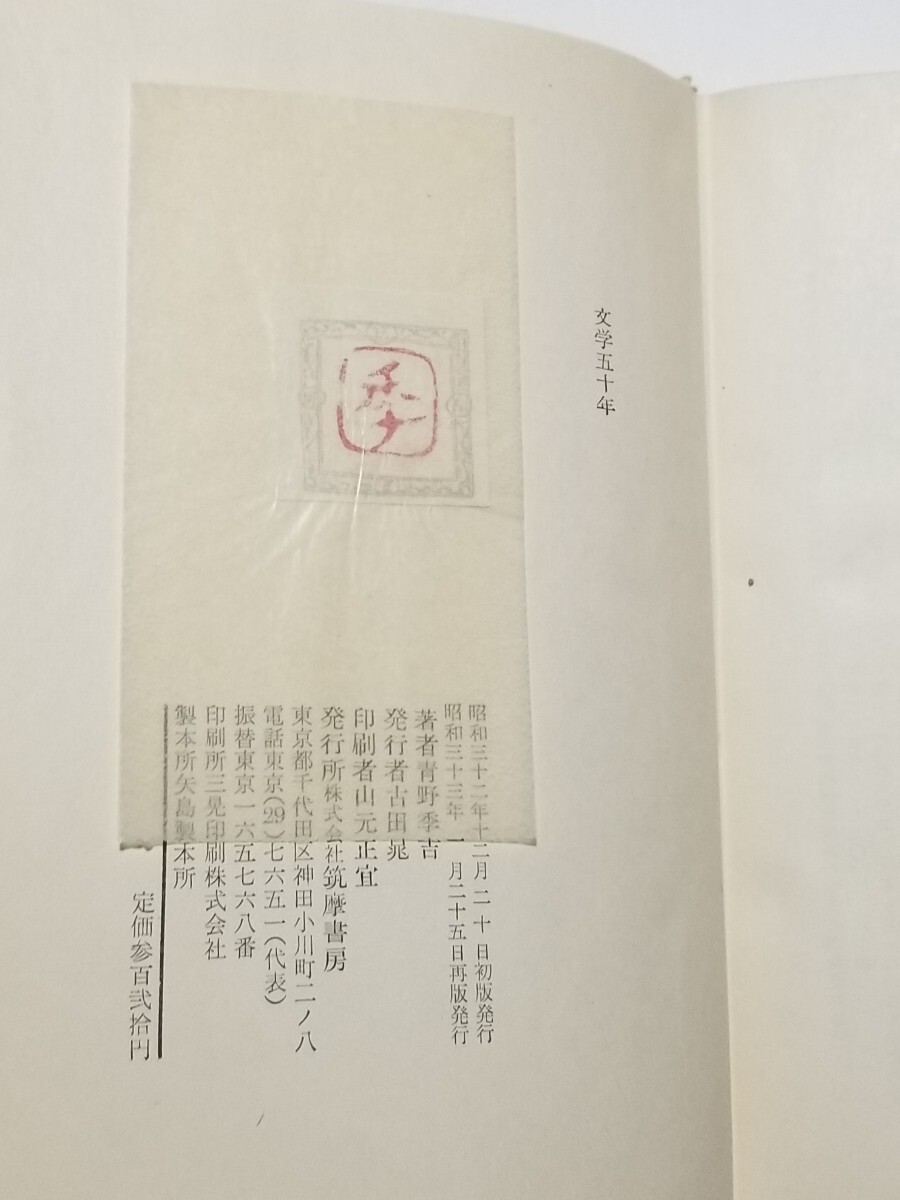 文学五十年
季
昭和三十二年十二月二十日初版発行
昭和三十三年一月二十五日再版発行
著者青野季吉
発行者古田晁
印刷者山元正宜
発行所株式会社筑摩書房
東京都千代田区神田小川町二ノ八
電話東京(29)七六五一(代表)
振替東京一六五七六八番
印刷所三晃印刷株式会社
製本所矢島製本所
定価参百弐拾円